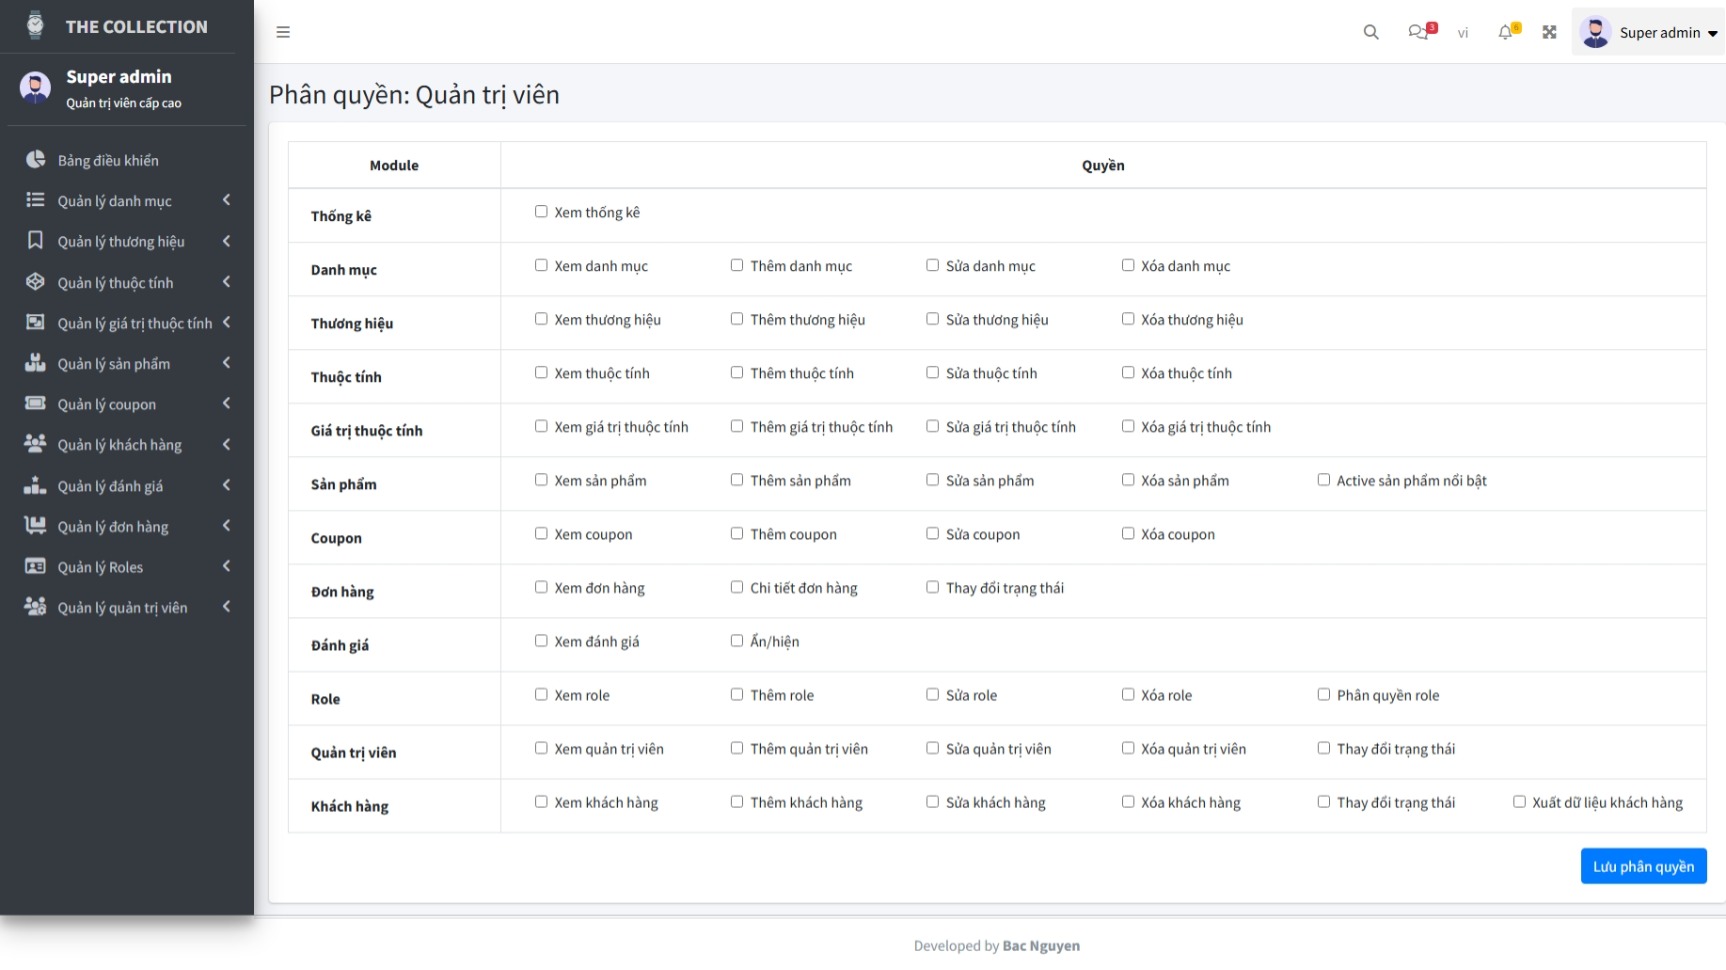 THE COLLECTION
Super admin
Quản trị viên cấp cao
Bảng điều khiển
Quản lý danh mục
Quản lý thương hiệu
Quản lý thuộc tính
Quản lý giá trị thuộc tính
Quản lý sản phẩm
Quản lý coupon
Quản lý khách hàng
Quản lý đánh giá
Quản lý đơn hàng
Quản lý Roles
Quản lý quản trị viên
3 vi 6 Super admin
Phân quyền: Quản trị viên
Module Quyền
Thống kê Xem thống kê
Danh mục Xem danh mục Thêm danh mục Sửa danh mục Xóa danh mục
Thương hiệu Xem thương hiệu Thêm thương hiệu Sửa thương hiệu Xóa thương hiệu
Thuộc tính Xem thuộc tính Thêm thuộc tính Sửa thuộc tính Xóa thuộc tính
Giá trị thuộc tính Xem giá trị thuộc tính Thêm giá trị thuộc tính Sửa giá trị thuộc tính Xóa giá trị thuộc tính
Sản phẩm Xem sản phẩm Thêm sản phẩm Sửa sản phẩm Xóa sản phẩm Active sản phẩm nổi bật
Coupon Xem coupon Thêm coupon Sửa coupon Xóa coupon
Đơn hàng Xem đơn hàng Chi tiết đơn hàng Thay đổi trạng thái
Đánh giá Xem đánh giá Ẩn/hiện
Role Xem role Thêm role Sửa role Xóa role Phân quyền role
Quản trị viên Xem quản trị viên Thêm quản trị viên Sửa quản trị viên Xóa quản trị viên Thay đổi trạng thái
Khách hàng Xem khách hàng Thêm khách hàng Sửa khách hàng Xóa khách hàng Thay đổi trạng thái Xuất dữ liệu khách hàng
Lưu phân quyền
Developed by Bac Nguyen